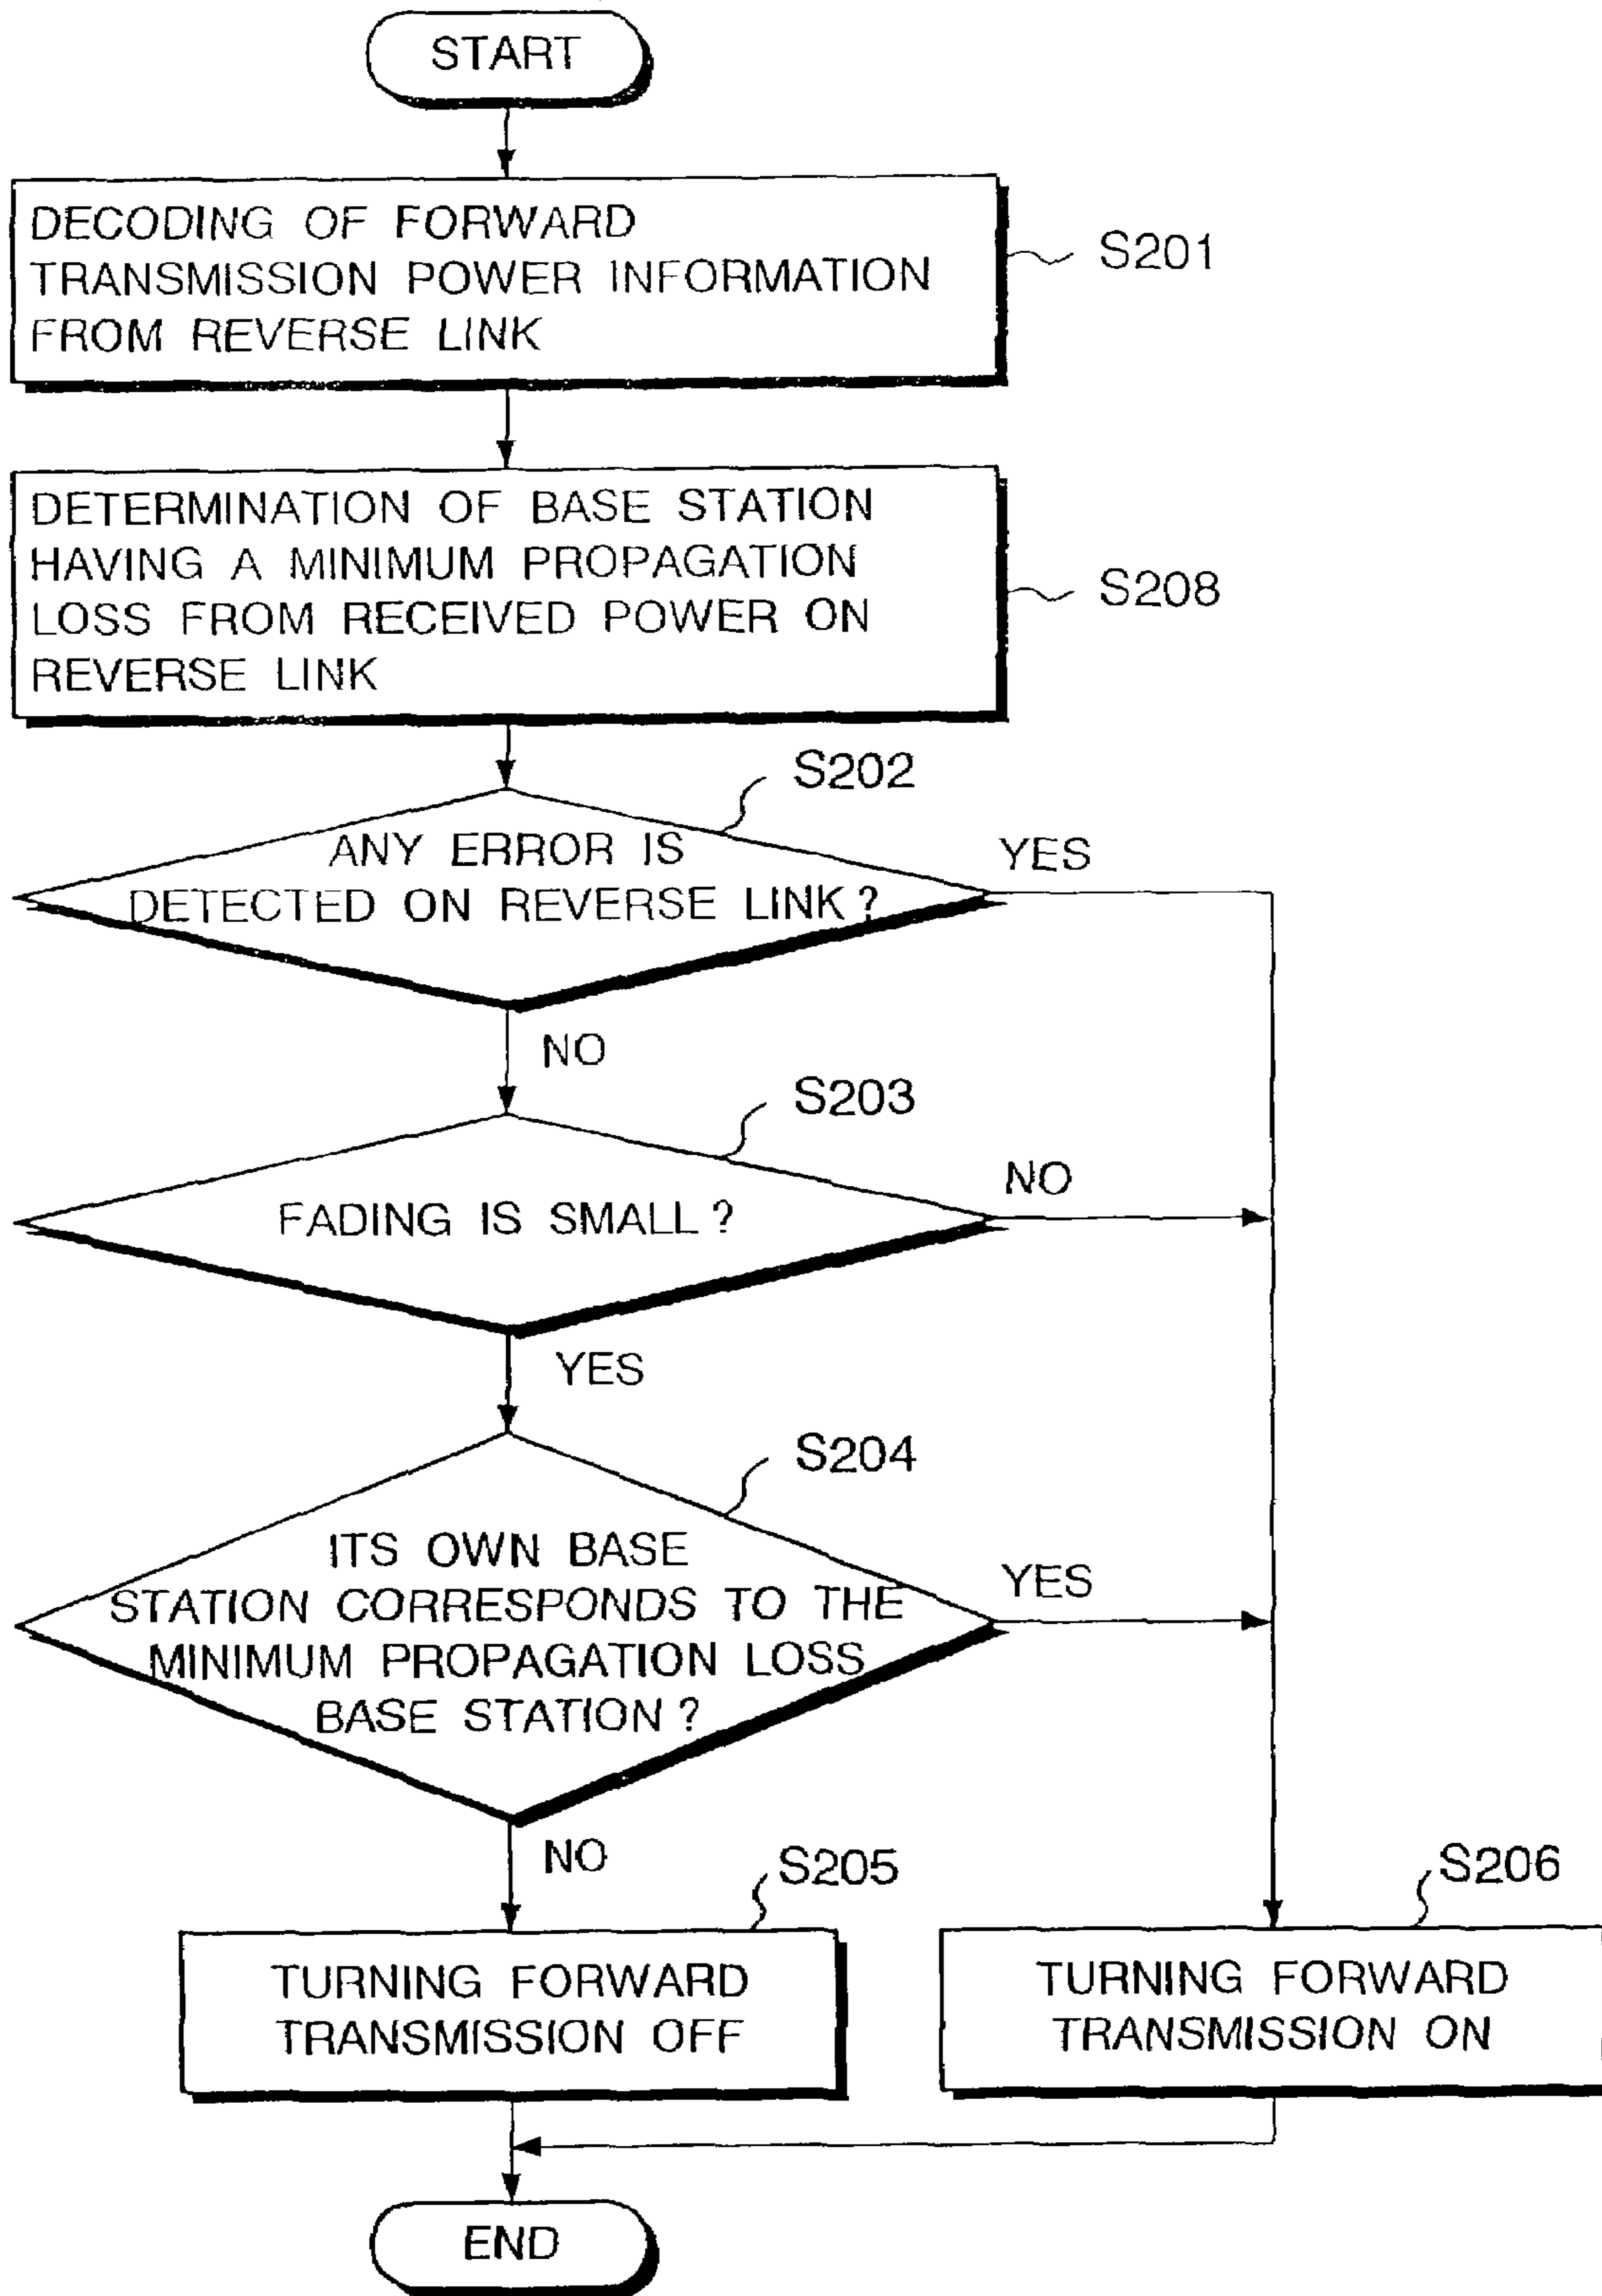 START
DECODING OF FORWARD
TRANSMISSION POWER INFORMATION
FROM REVERSE LINK
S201
DETERMINATION OF BASE STATION
HAVING A MINIMUM PROPAGATION
LOSS FROM RECEIVED POWER ON
REVERSE LINK
S208
S202
ANY ERROR IS
DETECTED ON REVERSE LINK?
YES
NO
S203
FADING IS SMALL?
NO
YES
S204
ITS OWN BASE
STATION CORRESPONDS TO THE
MINIMUM PROPAGATION LOSS
BASE STATION?
YES
NO
S205
S206
TURNING FORWARD
TRANSMISSION OFF
TURNING FORWARD
TRANSMISSION ON
END